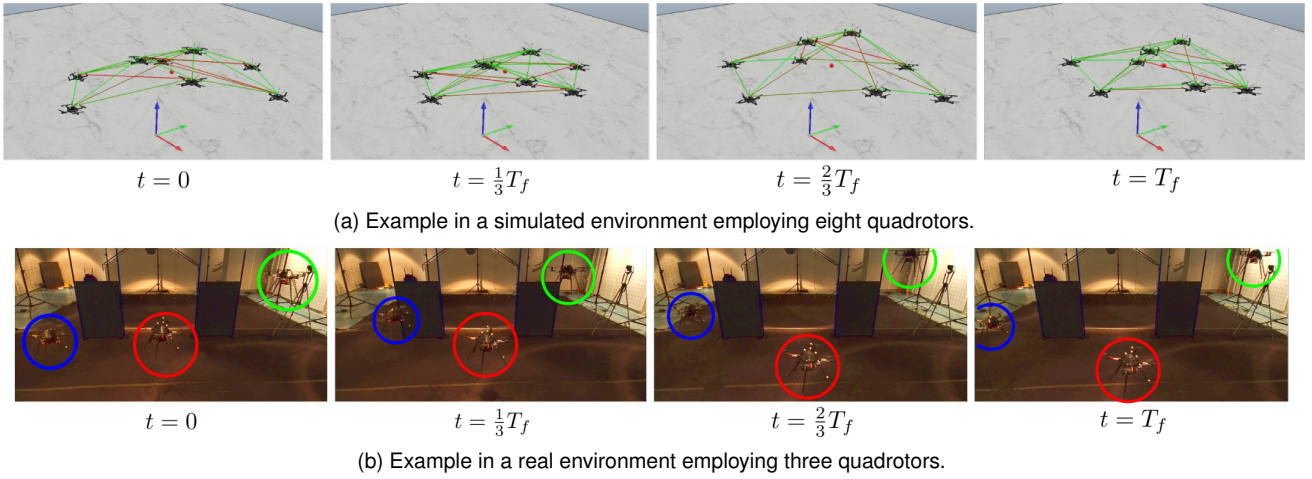 t = 0 t = 1/3 T_f t = 2/3 T_f t = T_f
(a) Example in a simulated environment employing eight quadrotors.
t = 0 t = 1/3 T_f t = 2/3 T_f t = T_f
(b) Example in a real environment employing three quadrotors.